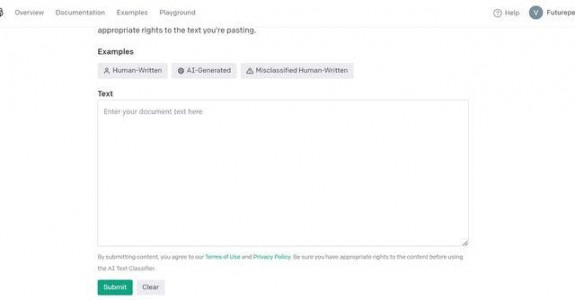 Overview Documentation Examples Playground Help V Futurepe
appropriate rights to the text you're pasting.
Examples
Human-Written AI-Generated Misclassified Human-Written
Text
Enter your document text here
By submitting content, you agree to our Terms of Use and Privacy Policy. Be sure you have appropriate rights to the content before using
the AI Text Classifier.
Submit Clear